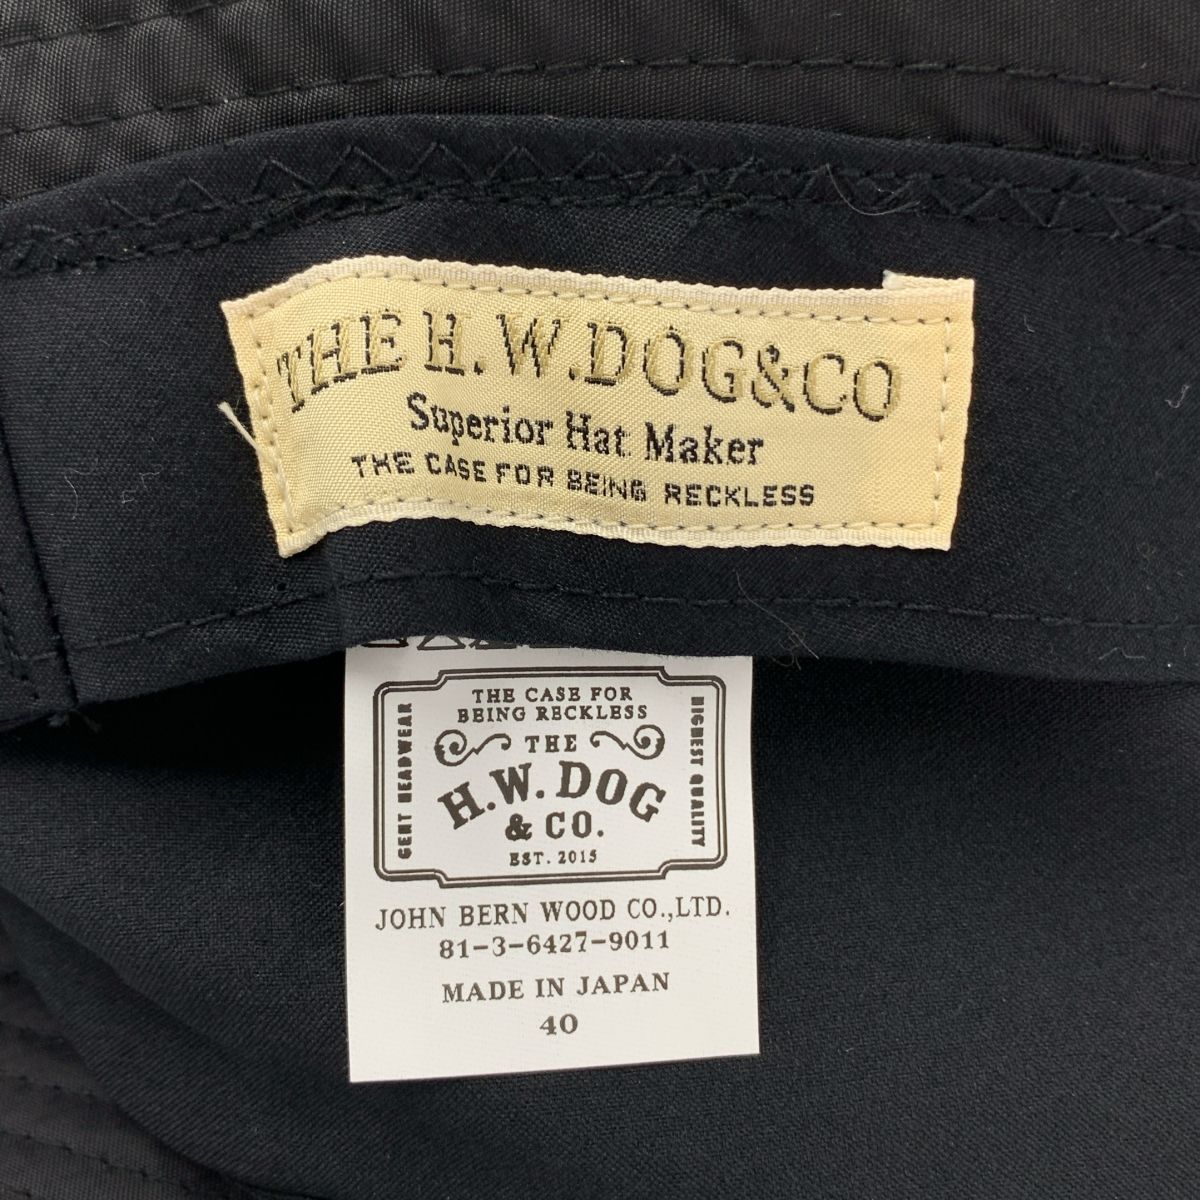 THE H.W.DOG&CO
Superior Hat Maker
THE CASE FOR BEING RECKLESS
THE CASE FOR
BEING RECKLESS
GENT HEADWEAR
HIGHEST QUALITY
THE
H.W. DOG
& CO.
EST. 2015
JOHN BERN WOOD CO.,LTD.
81-3-6427-9011
MADE IN JAPAN
40